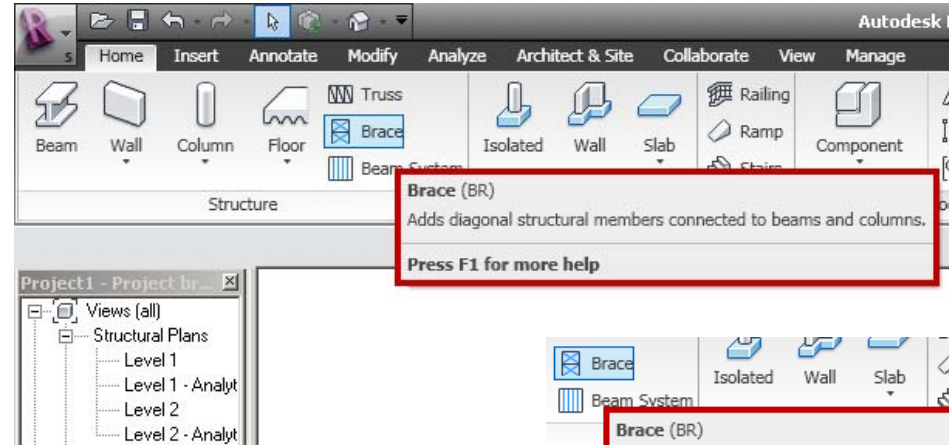 Autodesk
S
Home Insert Annotate Modify Analyze Architect & Site Collaborate View Manage
Truss
Railing
Brace
Ramp
Beam Wall Column Floor Isolated Wall Slab Component
Beam System
Stairs
Structure
Brace (BR)
Adds diagonal structural members connected to beams and columns.
Press F1 for more help
Project1 - Project br...
Views (all)
Structural Plans
Level 1
Level 1 - Analyt
Level 2
Level 2 - Analyt
Brace
Isolated Wall Slab
Beam System
Brace (BR)